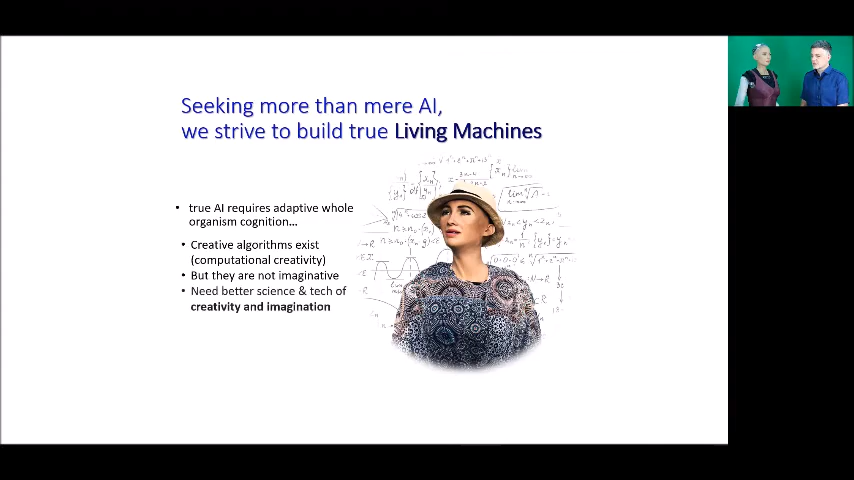 Seeking more than mere AI,
we strive to build true Living Machines
• true AI requires adaptive whole
organism cognition...
• Creative algorithms exist
(computational creativity)
• But they are not imaginative
• Need better science & tech of
creativity and imagination